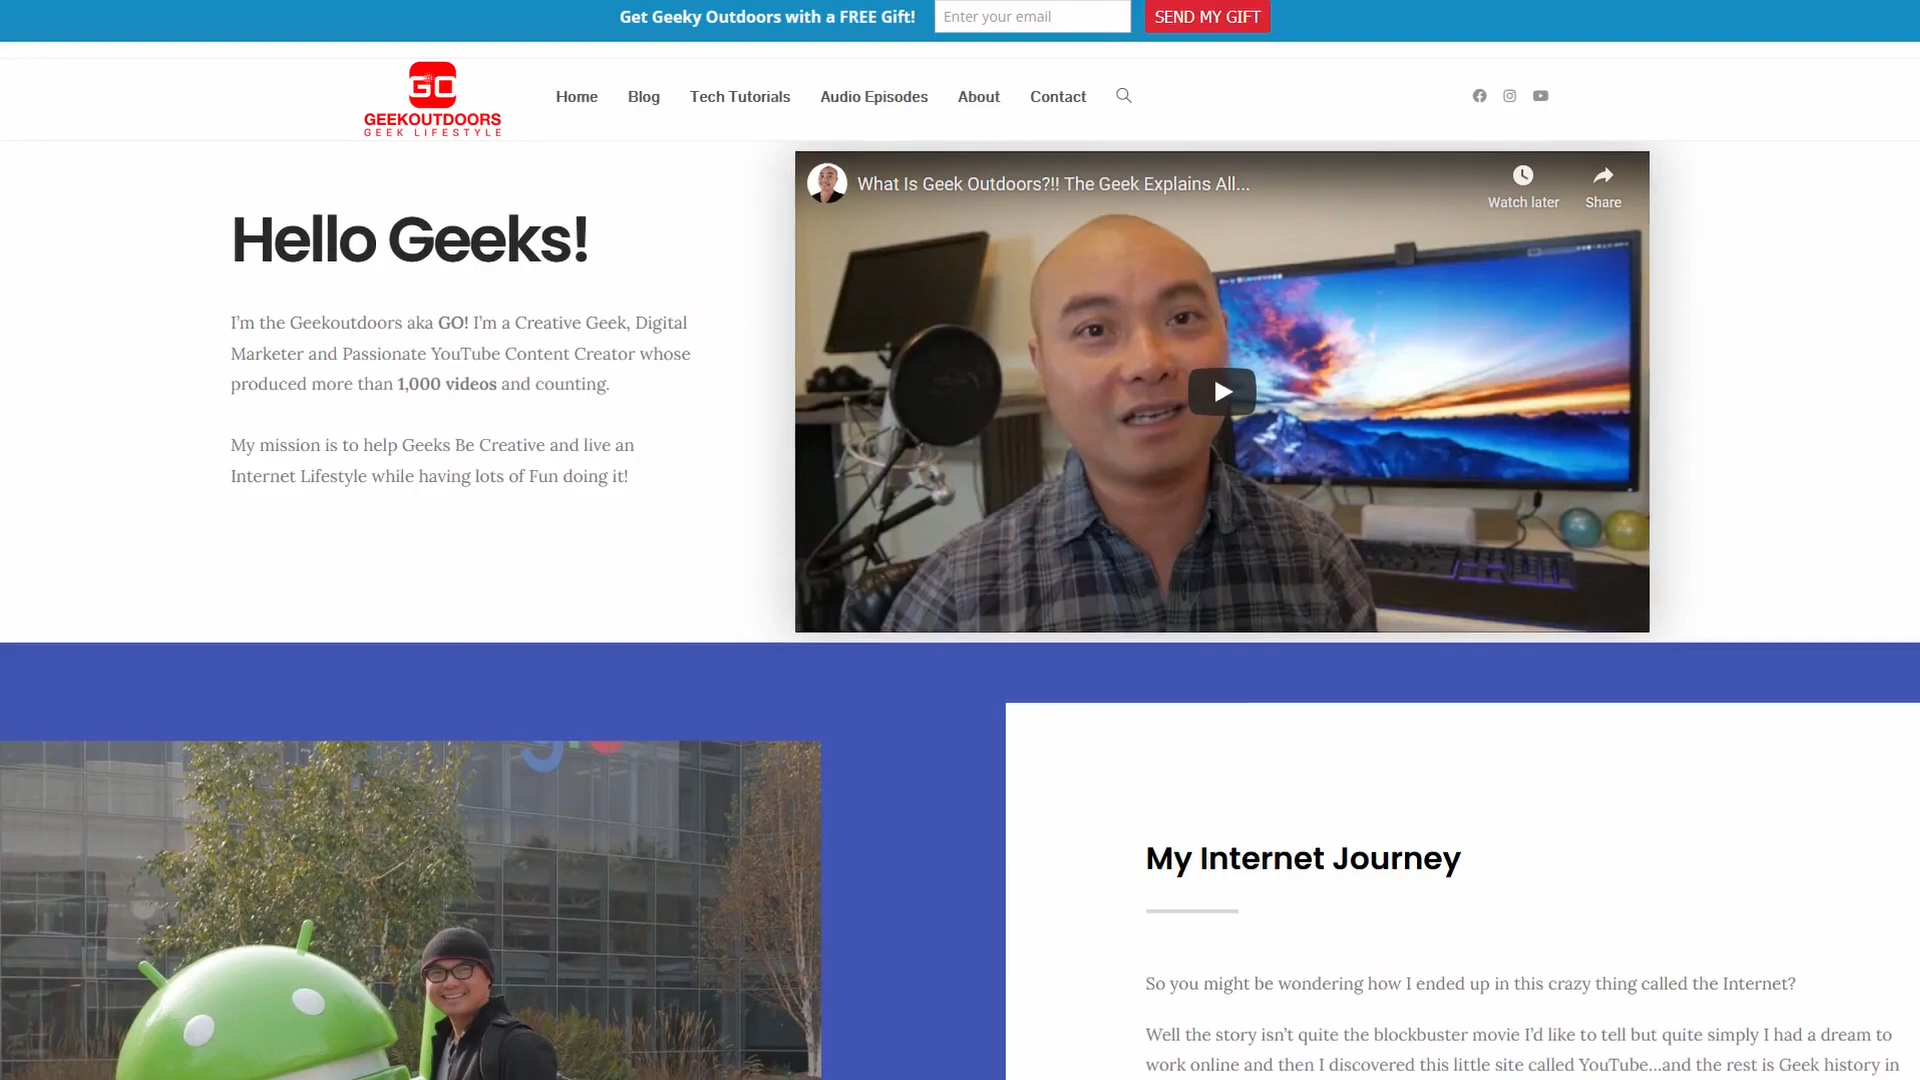 Get Geeky Outdoors with a FREE Gift!
Enter your email
SEND MY GIFT
GO
GEEKOUTDOORS
GEEK LIFESTYLE
Home
Blog
Tech Tutorials
Audio Episodes
About
Contact
What Is Geek Outdoors?!! The Geek Explains All...
Watch later
Share
Hello Geeks!
I'm the Geekoutdoors aka GO! I'm a Creative Geek, Digital
Marketer and Passionate YouTube Content Creator whose
produced more than 1,000 videos and counting.
My mission is to help Geeks Be Creative and live an
Internet Lifestyle while having lots of Fun doing it!
My Internet Journey
So you might be wondering how I ended up in this crazy thing called the Internet?
Well the story isn't quite the blockbuster movie I'd like to tell but quite simply I had a dream to
work online and then I discovered this little site called YouTube...and the rest is Geek history in